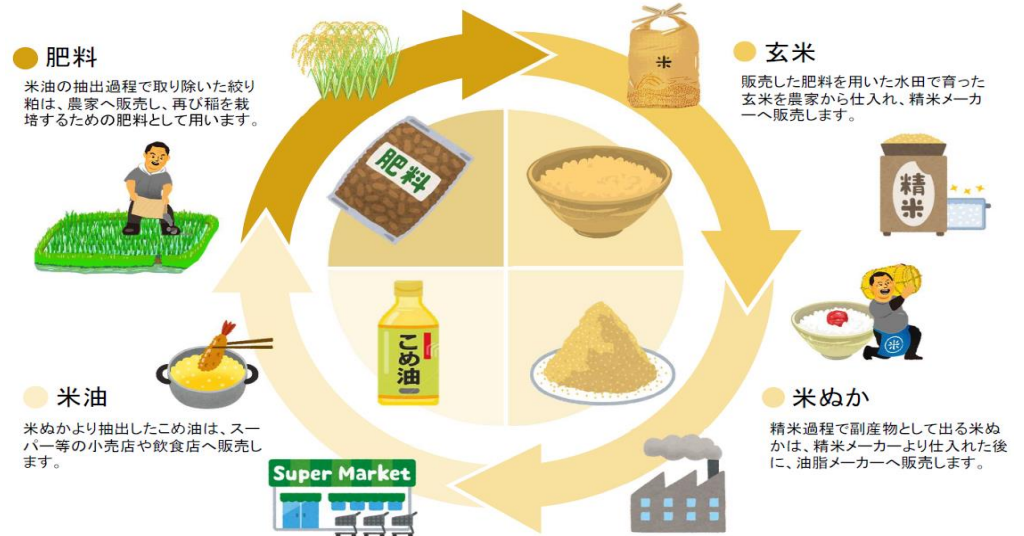 肥料
米油の抽出過程で取り除いた絞り
粕は、農家へ販売し、再び稲を栽
培するための肥料として用います。
米
玄米
販売した肥料を用いた水田で育った
玄米を農家から仕入れ、精米メーカ
ーへ販売します。
肥料
精米
こめ油
米
米油
米ぬかより抽出したこめ油は、スー
パー等の小売店や飲食店へ販売し
ます。
米ぬか
精米過程で副産物として出る米ぬ
かは、精米メーカーより仕入れた後
に、油脂メーカーへ販売します。
Super Market